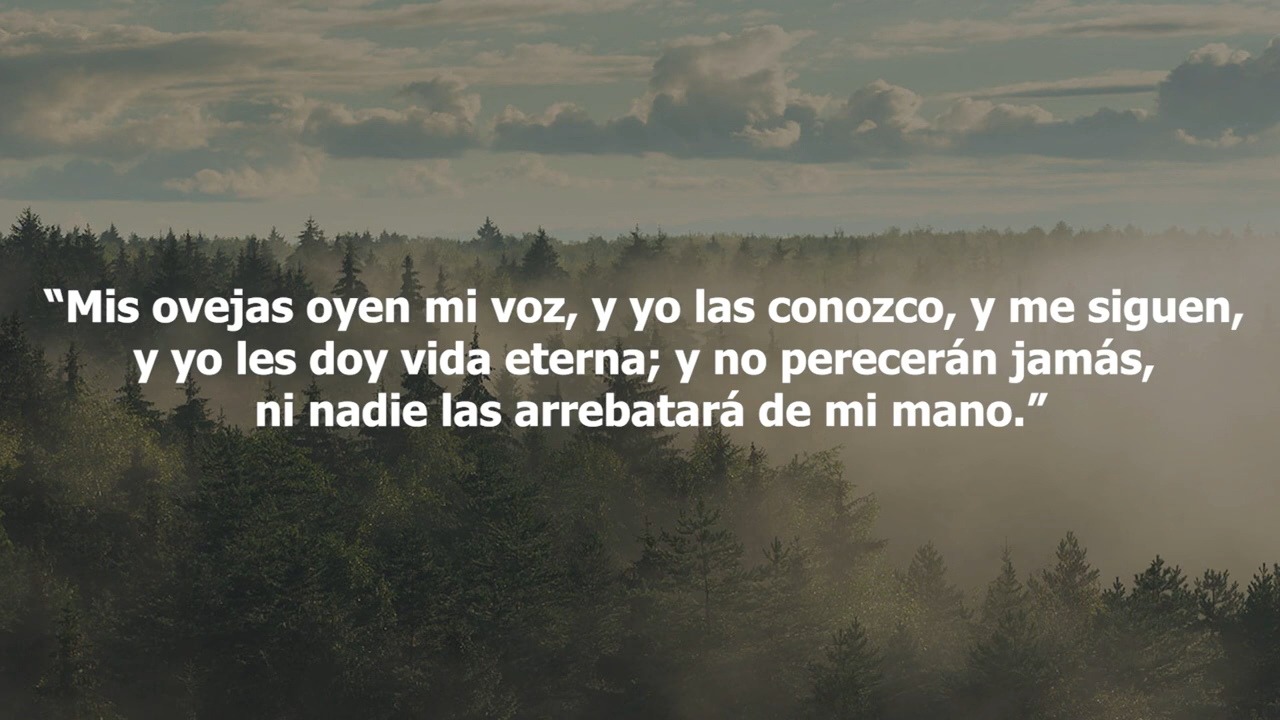 “Mis ovejas oyen mi voz, y yo las conozco, y me siguen,
y yo les doy vida eterna; y no perecerán jamás,
ni nadie las arrebatará de mi mano.”